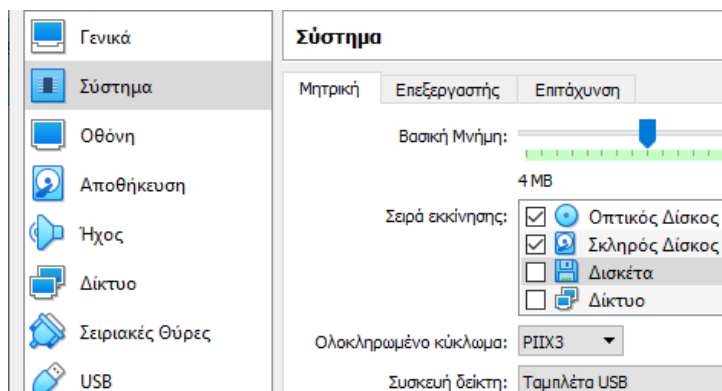 Γενικά
Σύστημα
Οθόνη
Αποθήκευση
Ήχος
Δίκτυο
Σειριακές Θύρες
USB
Σύστημα
Μητρική Επεξεργαστής Επιτάχυνση
Βασική Μνήμη:
4 MB
Σειρά εκκίνησης: Οπτικός Δίσκος
Σκληρός Δίσκος
Δισκέτα
Δίκτυο
Ολοκληρωμένο κύκλωμα: PIIX3
Συσκευή δείκτη: Ταμπλέτα USB